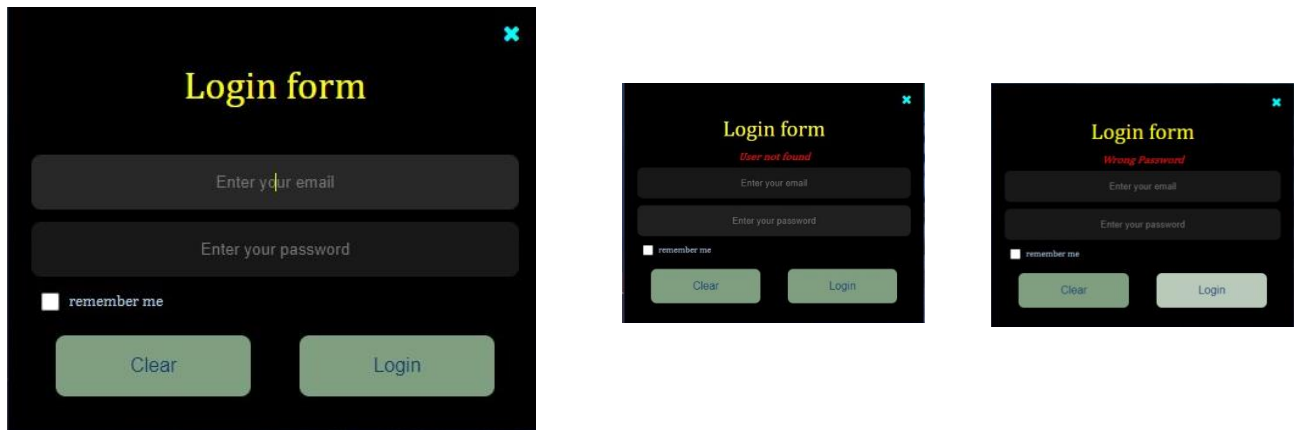 Login form
Enter your email
Enter your password
remember me
Clear Login
Login form
User not found
Enter your email
Enter your password
remember me
Clear Login
Login form
Wrong Password
Enter your email
Enter your password
remember me
Clear Login